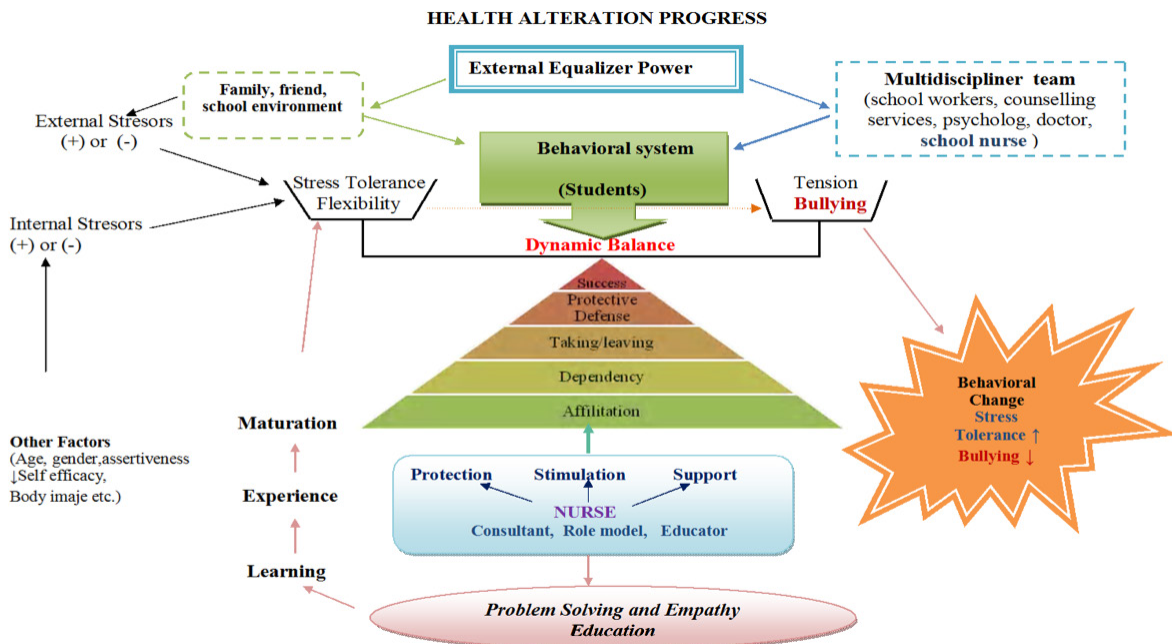 HEALTH ALTERATION PROGRESS
External Equalizer Power
Family, friend,
school environment
Multidiscipliner team
(school workers, counselling
services, psycholog, doctor,
school nurse )
External Stresors
(+) or (-)
Behavioral system
(Students)
Stress Tolerance
Flexibility
Tension
Bullying
Internal Stresors
(+) or (-)
Dynamic Balance
Success
Protective
Defense
Taking/leaving
Dependency
Affilitation
Behavioral
Change
Stress
Tolerance ↑
Bullying ↓
Other Factors
(Age, gender,assertiveness
↓Self efficacy,
Body imaje etc.)
Maturation
Experience
Learning
Protection Stimulation Support
NURSE
Consultant, Role model, Educator
Problem Solving and Empathy
Education